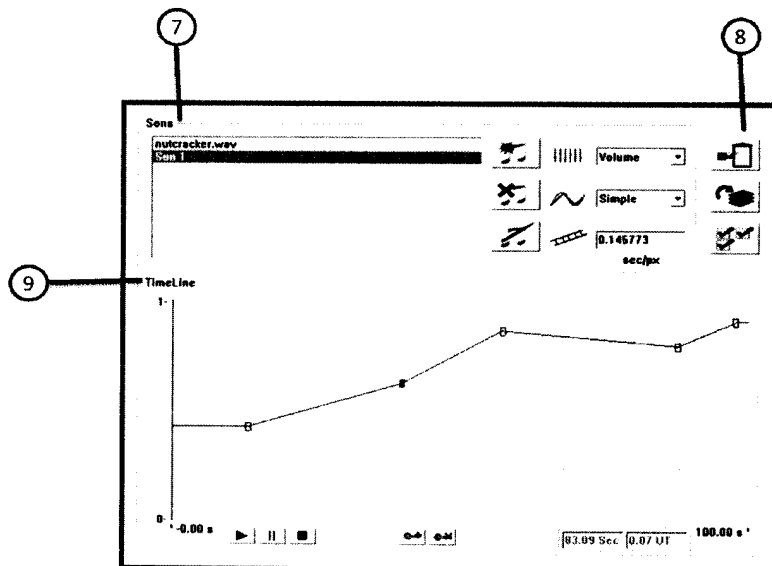 7
8
Sons
nutcracker.wav
Son 1
Volume
Simple
0.145773
sec/px
9
TimeLine
1-
0-
-0.00 s
83.09 Sec
0.07 UT
100.00 s